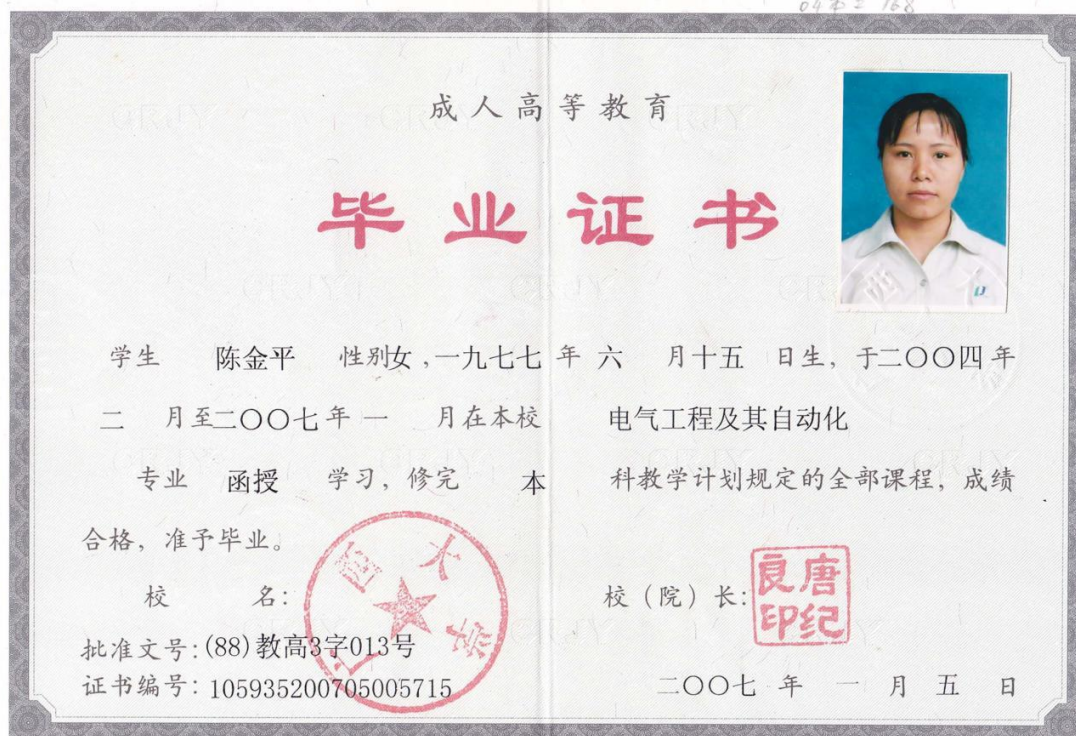 成人高等教育
毕业证书
学生 陈金平 性别女,一九七七年 六 月十五 日生，于二〇〇四年
二 月至二〇〇七年 一 月在本校 电气工程及其自动化
专业 函授 学习，修完 本 科教学计划规定的全部课程，成绩
合格，准予毕业。
校 名：
广西大学
校（院）长：
唐纪良印
批准文号：(88)教高3字013号
证书编号：105935200705005715
二〇〇七 年 一 月 五 日